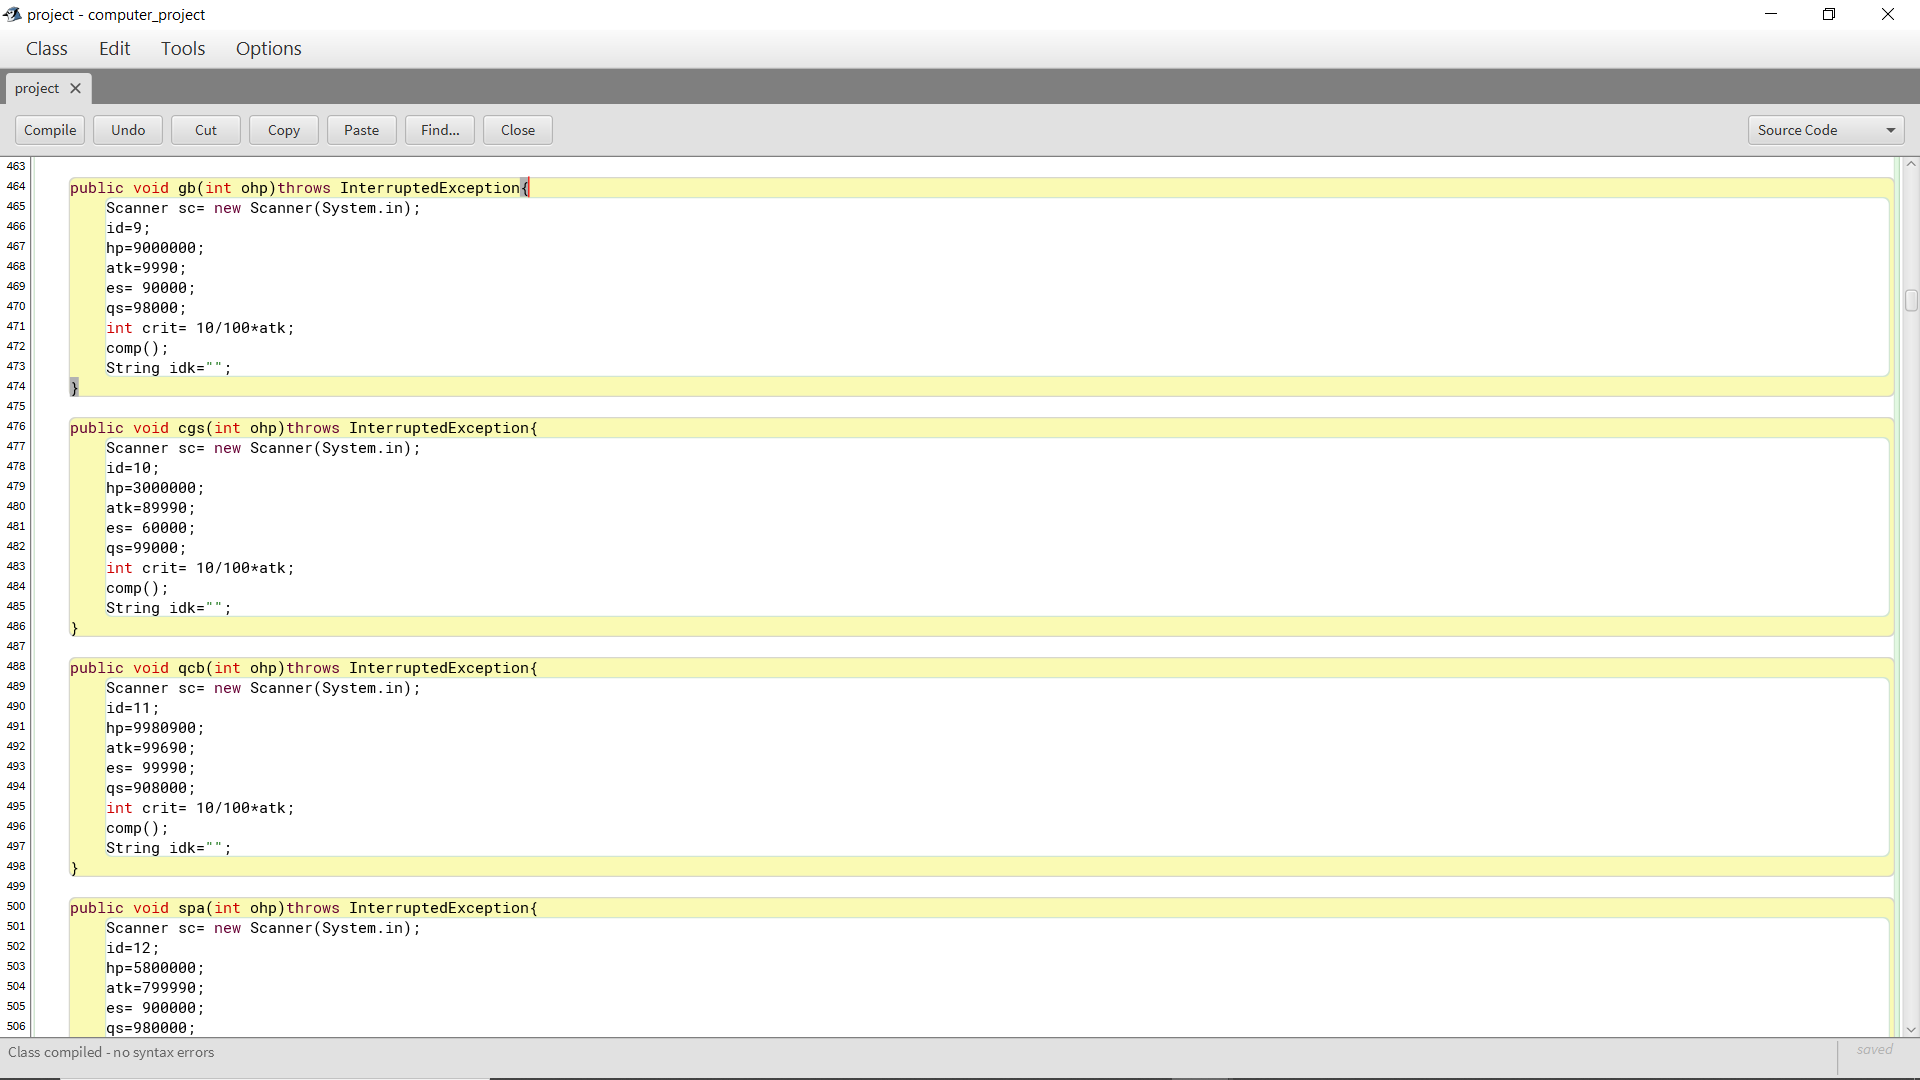 project - computer_project
Class Edit Tools Options
project
Compile Undo Cut Copy Paste Find... Close Source Code
463
464 public void gb(int ohp)throws InterruptedException{
465 Scanner sc= new Scanner(System.in);
466 id=9;
467 hp=9000000;
468 atk=9990;
469 es= 90000;
470 qs=98000;
471 int crit= 10/100*atk;
472 comp();
473 String idk="";
474 }
475
476 public void cgs(int ohp)throws InterruptedException{
477 Scanner sc= new Scanner(System.in);
478 id=10;
479 hp=3000000;
480 atk=89990;
481 es= 60000;
482 qs=99000;
483 int crit= 10/100*atk;
484 comp();
485 String idk="";
486 }
487
488 public void qcb(int ohp)throws InterruptedException{
489 Scanner sc= new Scanner(System.in);
490 id=11;
491 hp=9980900;
492 atk=99690;
493 es= 99990;
494 qs=908000;
495 int crit= 10/100*atk;
496 comp();
497 String idk="";
498 }
499
500 public void spa(int ohp)throws InterruptedException{
501 Scanner sc= new Scanner(System.in);
502 id=12;
503 hp=5800000;
504 atk=799990;
505 es= 900000;
506 qs=980000;
Class compiled - no syntax errors
saved